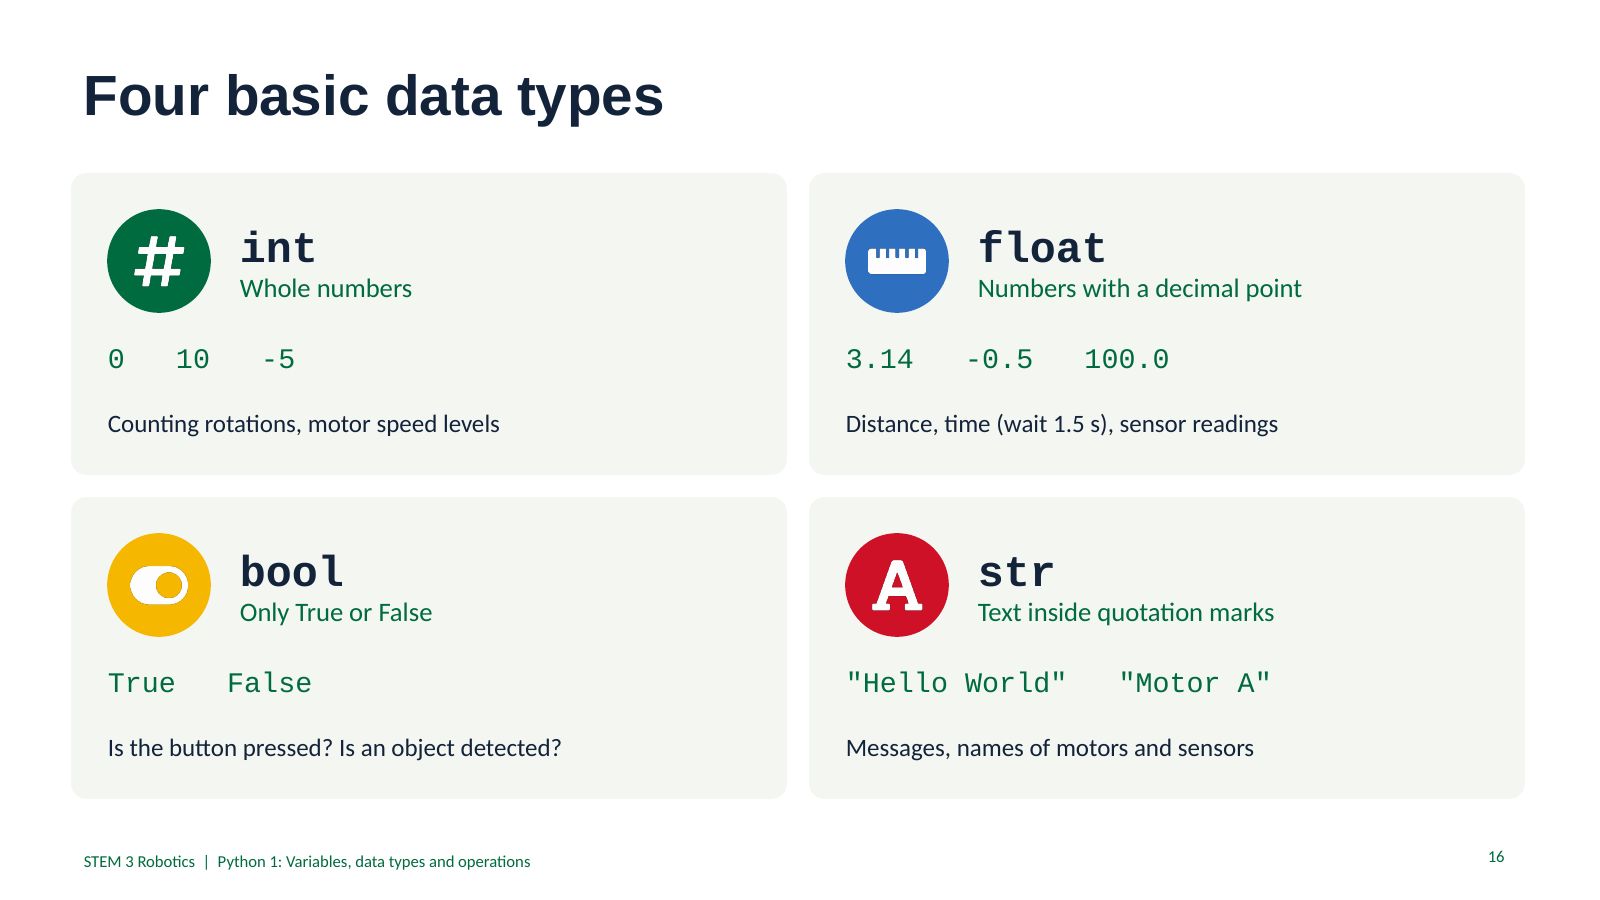 Four basic data types
int
Whole numbers
0 10 -5
Counting rotations, motor speed levels
float
Numbers with a decimal point
3.14 -0.5 100.0
Distance, time (wait 1.5 s), sensor readings
bool
Only True or False
True False
Is the button pressed? Is an object detected?
A
str
Text inside quotation marks
"Hello World" "Motor A"
Messages, names of motors and sensors
STEM 3 Robotics | Python 1: Variables, data types and operations
16